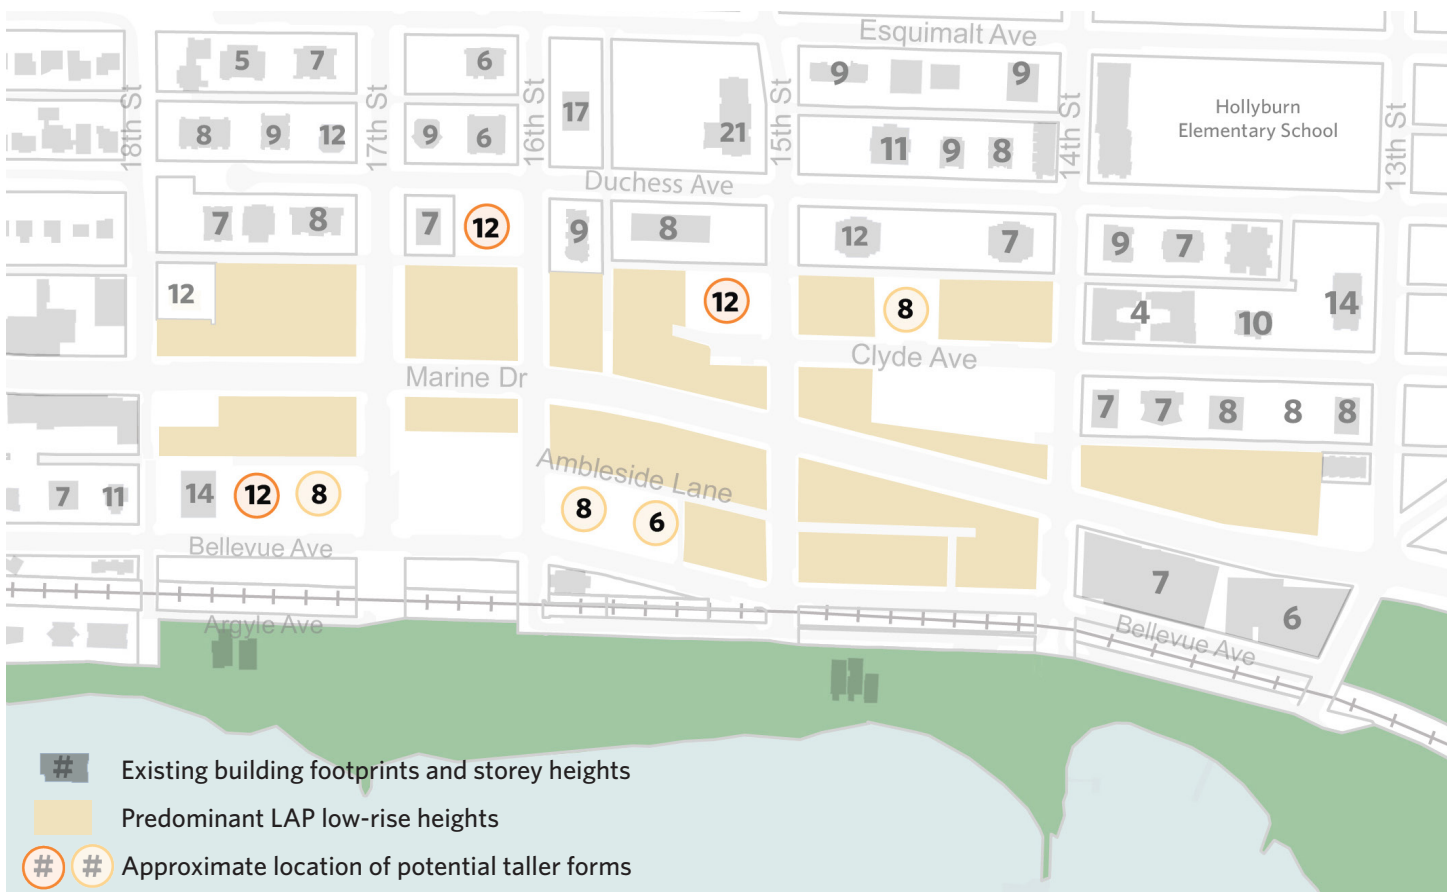 Esquimalt Ave
5 7 6 9 9
17 21
Hollyburn
Elementary School
8 9 12 9 6 11 9 8
18th St
17th St
16th St
15th St
14th St
13th St
Duchess Ave
7 8 7 12 9 8 12 7 9 7
12 12 8 4 10 14
Clyde Ave
Marine Dr
7 7 8 8 8
Ambleside Lane
7 11 14 12 8 8 6
Bellevue Ave
7 6
Argyle Ave
Bellevue Ave
# Existing building footprints and storey heights
Predominant LAP low-rise heights
# # Approximate location of potential taller forms